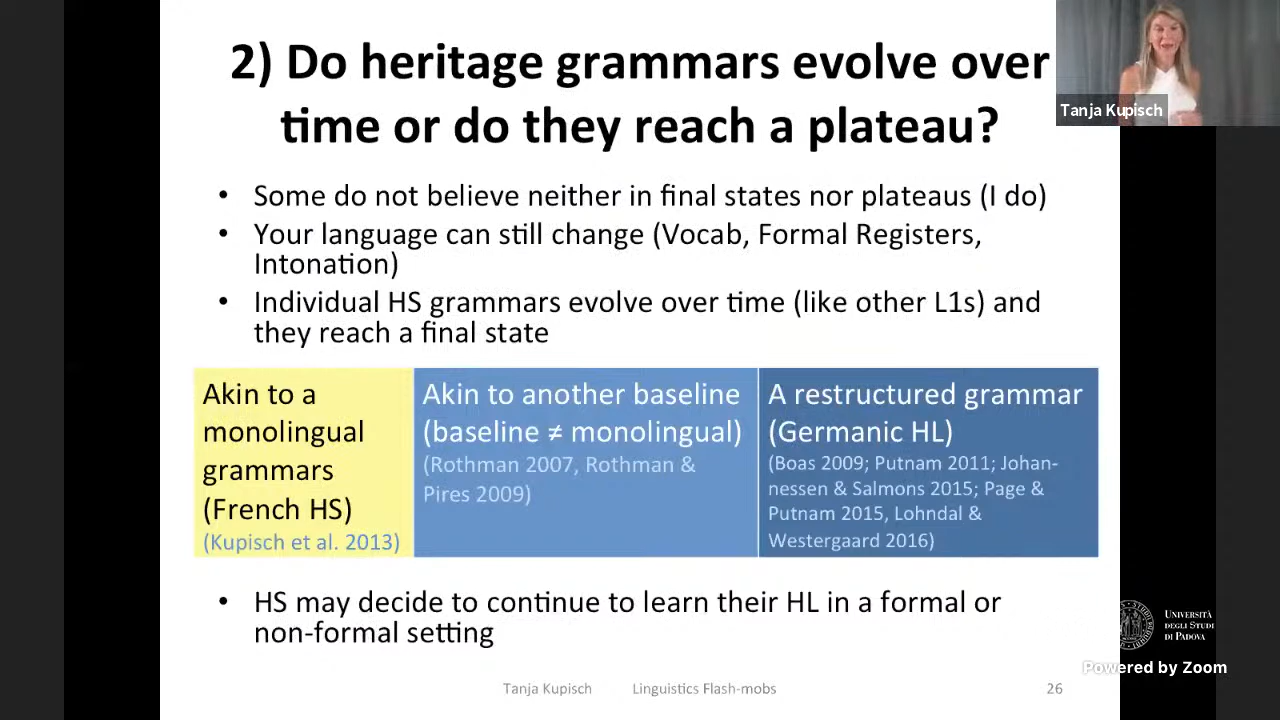 2) Do heritage grammars evolve over
time or do they reach a plateau?
Tanja Kupisch
• Some do not believe neither in final states nor plateaus (I do)
• Your language can still change (Vocab, Formal Registers,
Intonation)
• Individual HS grammars evolve over time (like other L1s) and
they reach a final state
Akin to a
monolingual
grammars
(French HS)
(Kupisch et al. 2013)
Akin to another baseline
(baseline ≠ monolingual)
(Rothman 2007, Rothman &
Pires 2009)
A restructured grammar
(Germanic HL)
(Boas 2009; Putnam 2011; Johan-
nessen & Salmons 2015; Page &
Putnam 2015, Lohndal &
Westergaard 2016)
• HS may decide to continue to learn their HL in a formal or
non-formal setting
UNIVERSITÀ
DEGLI STUDI
DI PADOVA
Powered by Zoom
Tanja Kupisch Linguistics Flash-mobs 26